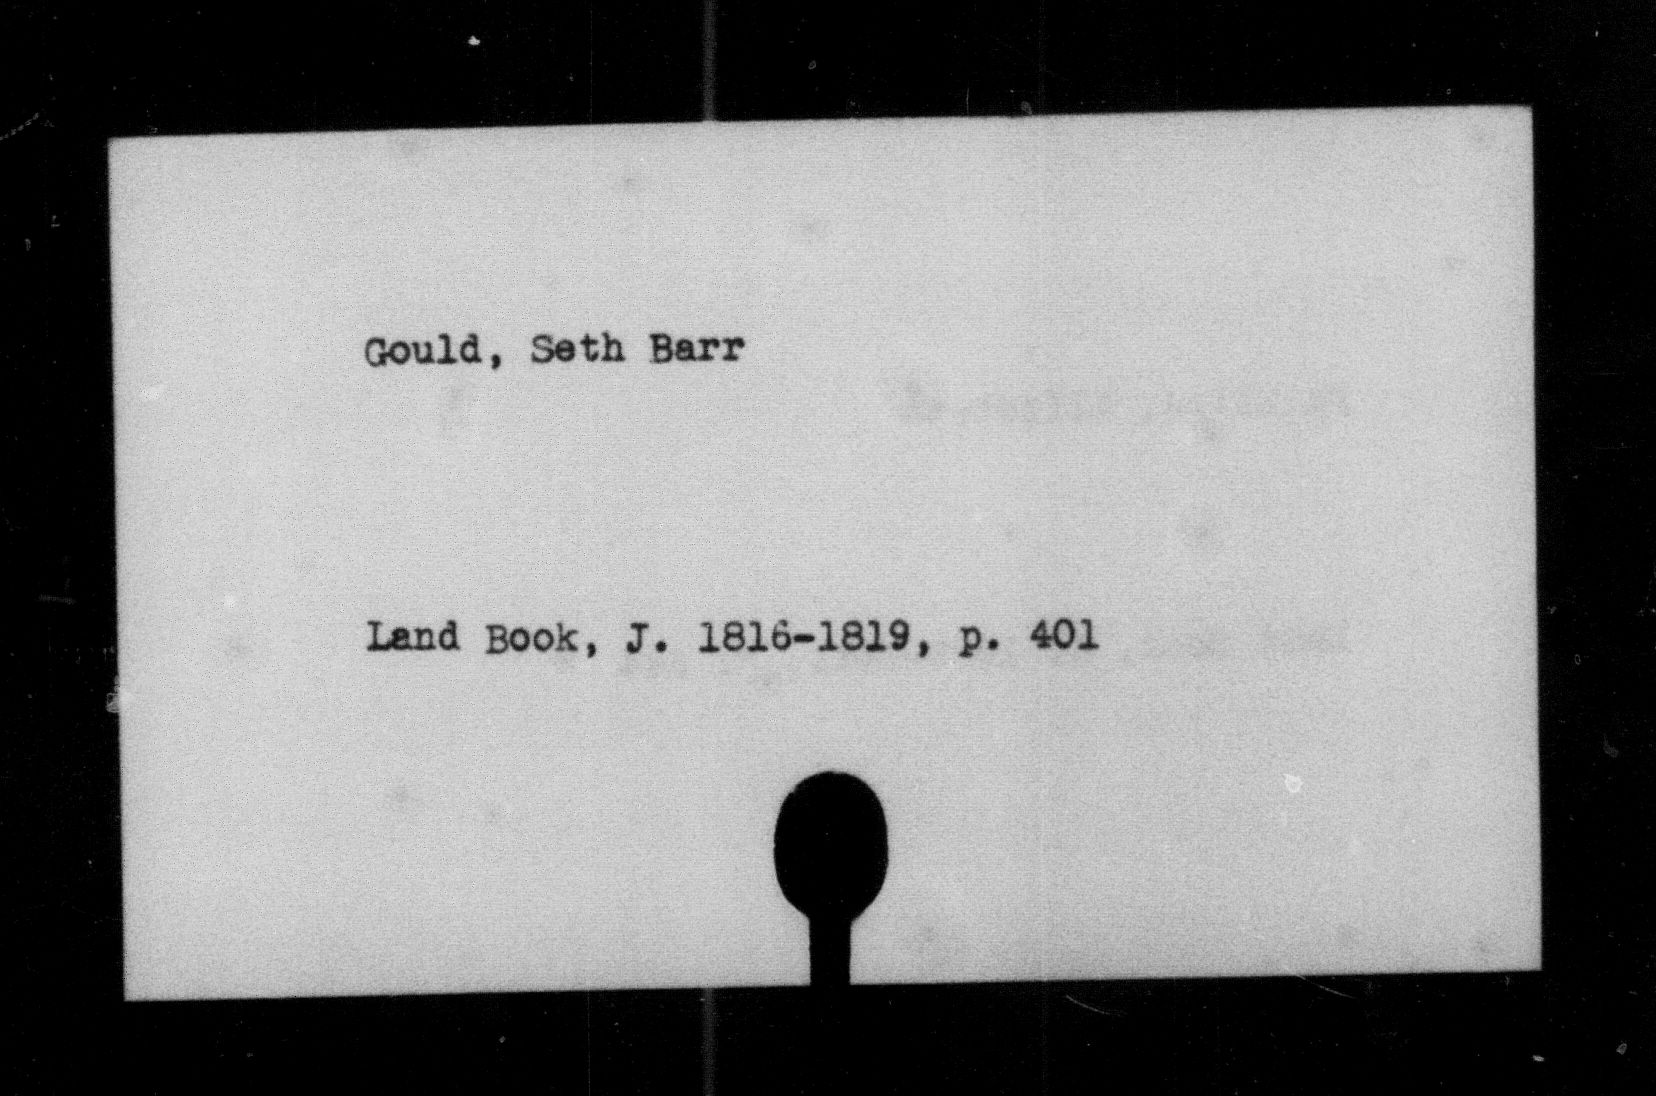 Gould, Seth Barr
Land Book, J. 1816-1819, p. 401